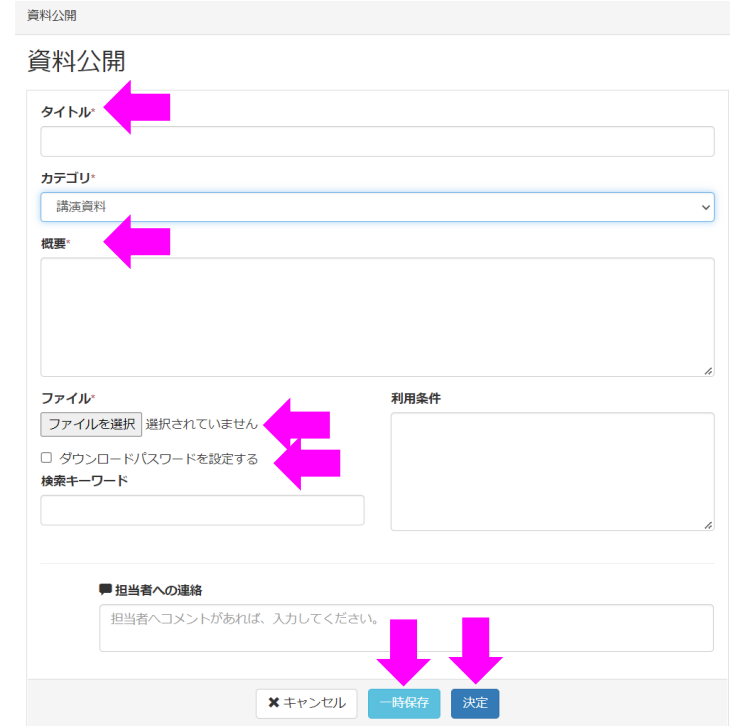 資料公開
資料公開
タイトル*
カテゴリ*
講演資料
概要*
ファイル*
ファイルを選択 選択されていません
ダウンロードパスワードを設定する
検索キーワード
利用条件
担当者への連絡
担当者へコメントがあれば、入力してください。
キャンセル 一時保存 決定